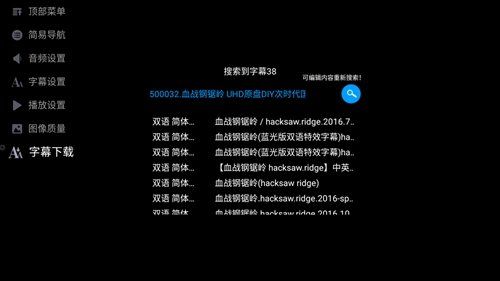 顶部菜单
简易导航
音频设置
字幕设置
播放设置
图像质量
字幕下载
搜索到字幕38
可编辑内容重新搜索!
500032.血战钢锯岭 UHD原盘DIY次时代国
双语 简体... 血战钢锯岭 / hacksaw.ridge.2016.7..
双语 简体... 血战钢锯岭(蓝光版双语特效字幕)ha..
双语 简体... 血战钢锯岭(蓝光版双语特效字幕)ha..
双语 简体... 【血战钢锯岭 hacksaw.ridge】中英..
双语 简体... 血战钢锯岭(hacksaw ridge)
双语 简体... 血战钢锯岭.hacksaw.ridge.2016-sp..
双语 简体... 血战钢锯岭.hacksaw.ridge.2016.10..